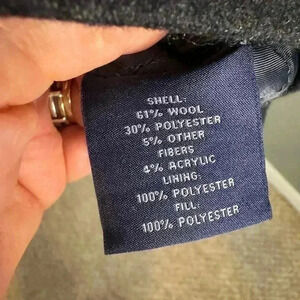 SHELL:
61% WOOL
30% POLYESTER
5% OTHER
FIBERS
4% ACRYLIC
LINING:
100% POLYESTER
FILL:
100% POLYESTER